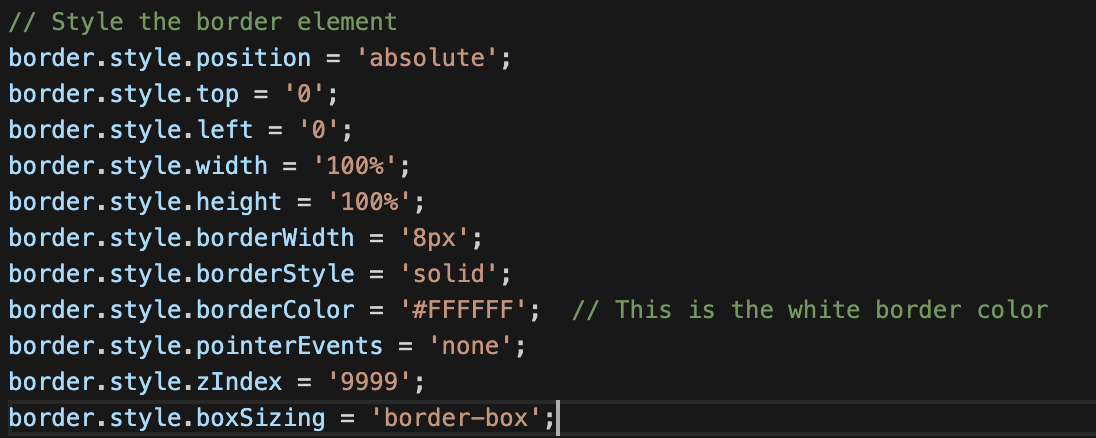 // Style the border element
border.style.position = 'absolute';
border.style.top = '0';
border.style.left = '0';
border.style.width = '100%';
border.style.height = '100%';
border.style.borderWidth = '8px';
border.style.borderStyle = 'solid';
border.style.borderColor = '#FFFFFF';  // This is the white border color
border.style.pointerEvents = 'none';
border.style.zIndex = '9999';
border.style.boxSizing = 'border-box';